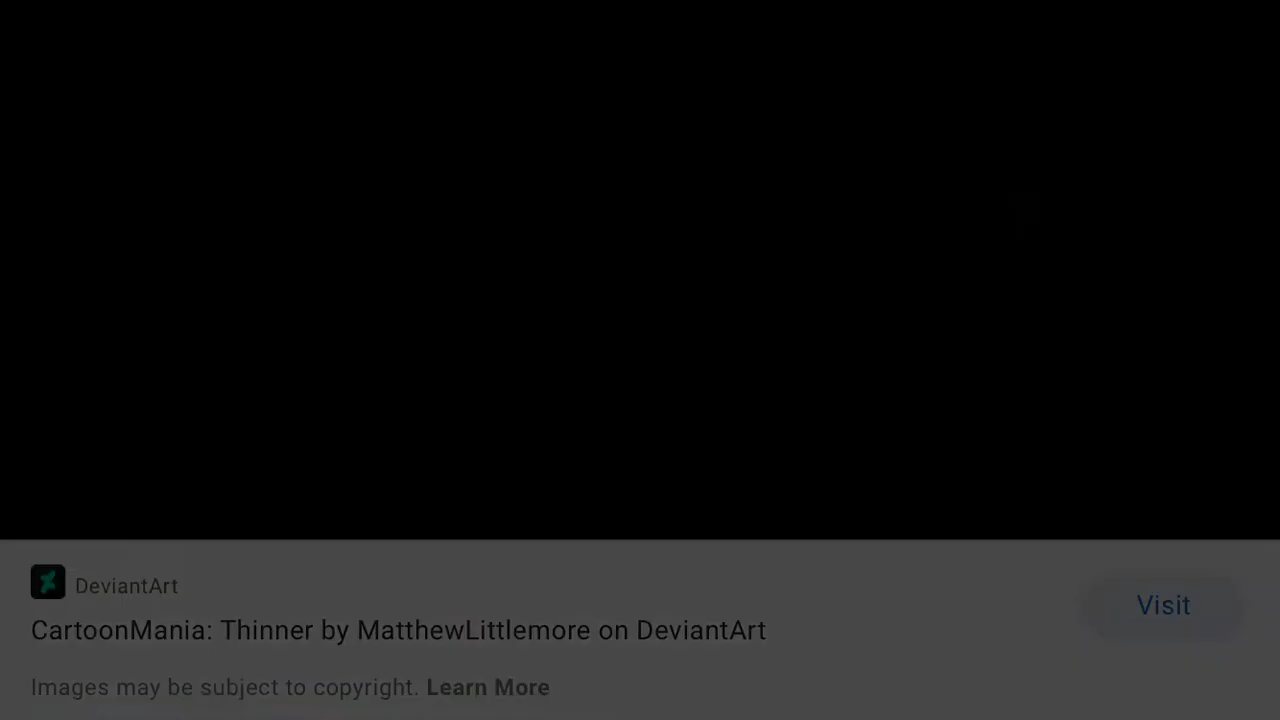 DeviantArt
Visit
CartoonMania: Thinner by MatthewLittlemore on DeviantArt
Images may be subject to copyright. Learn More